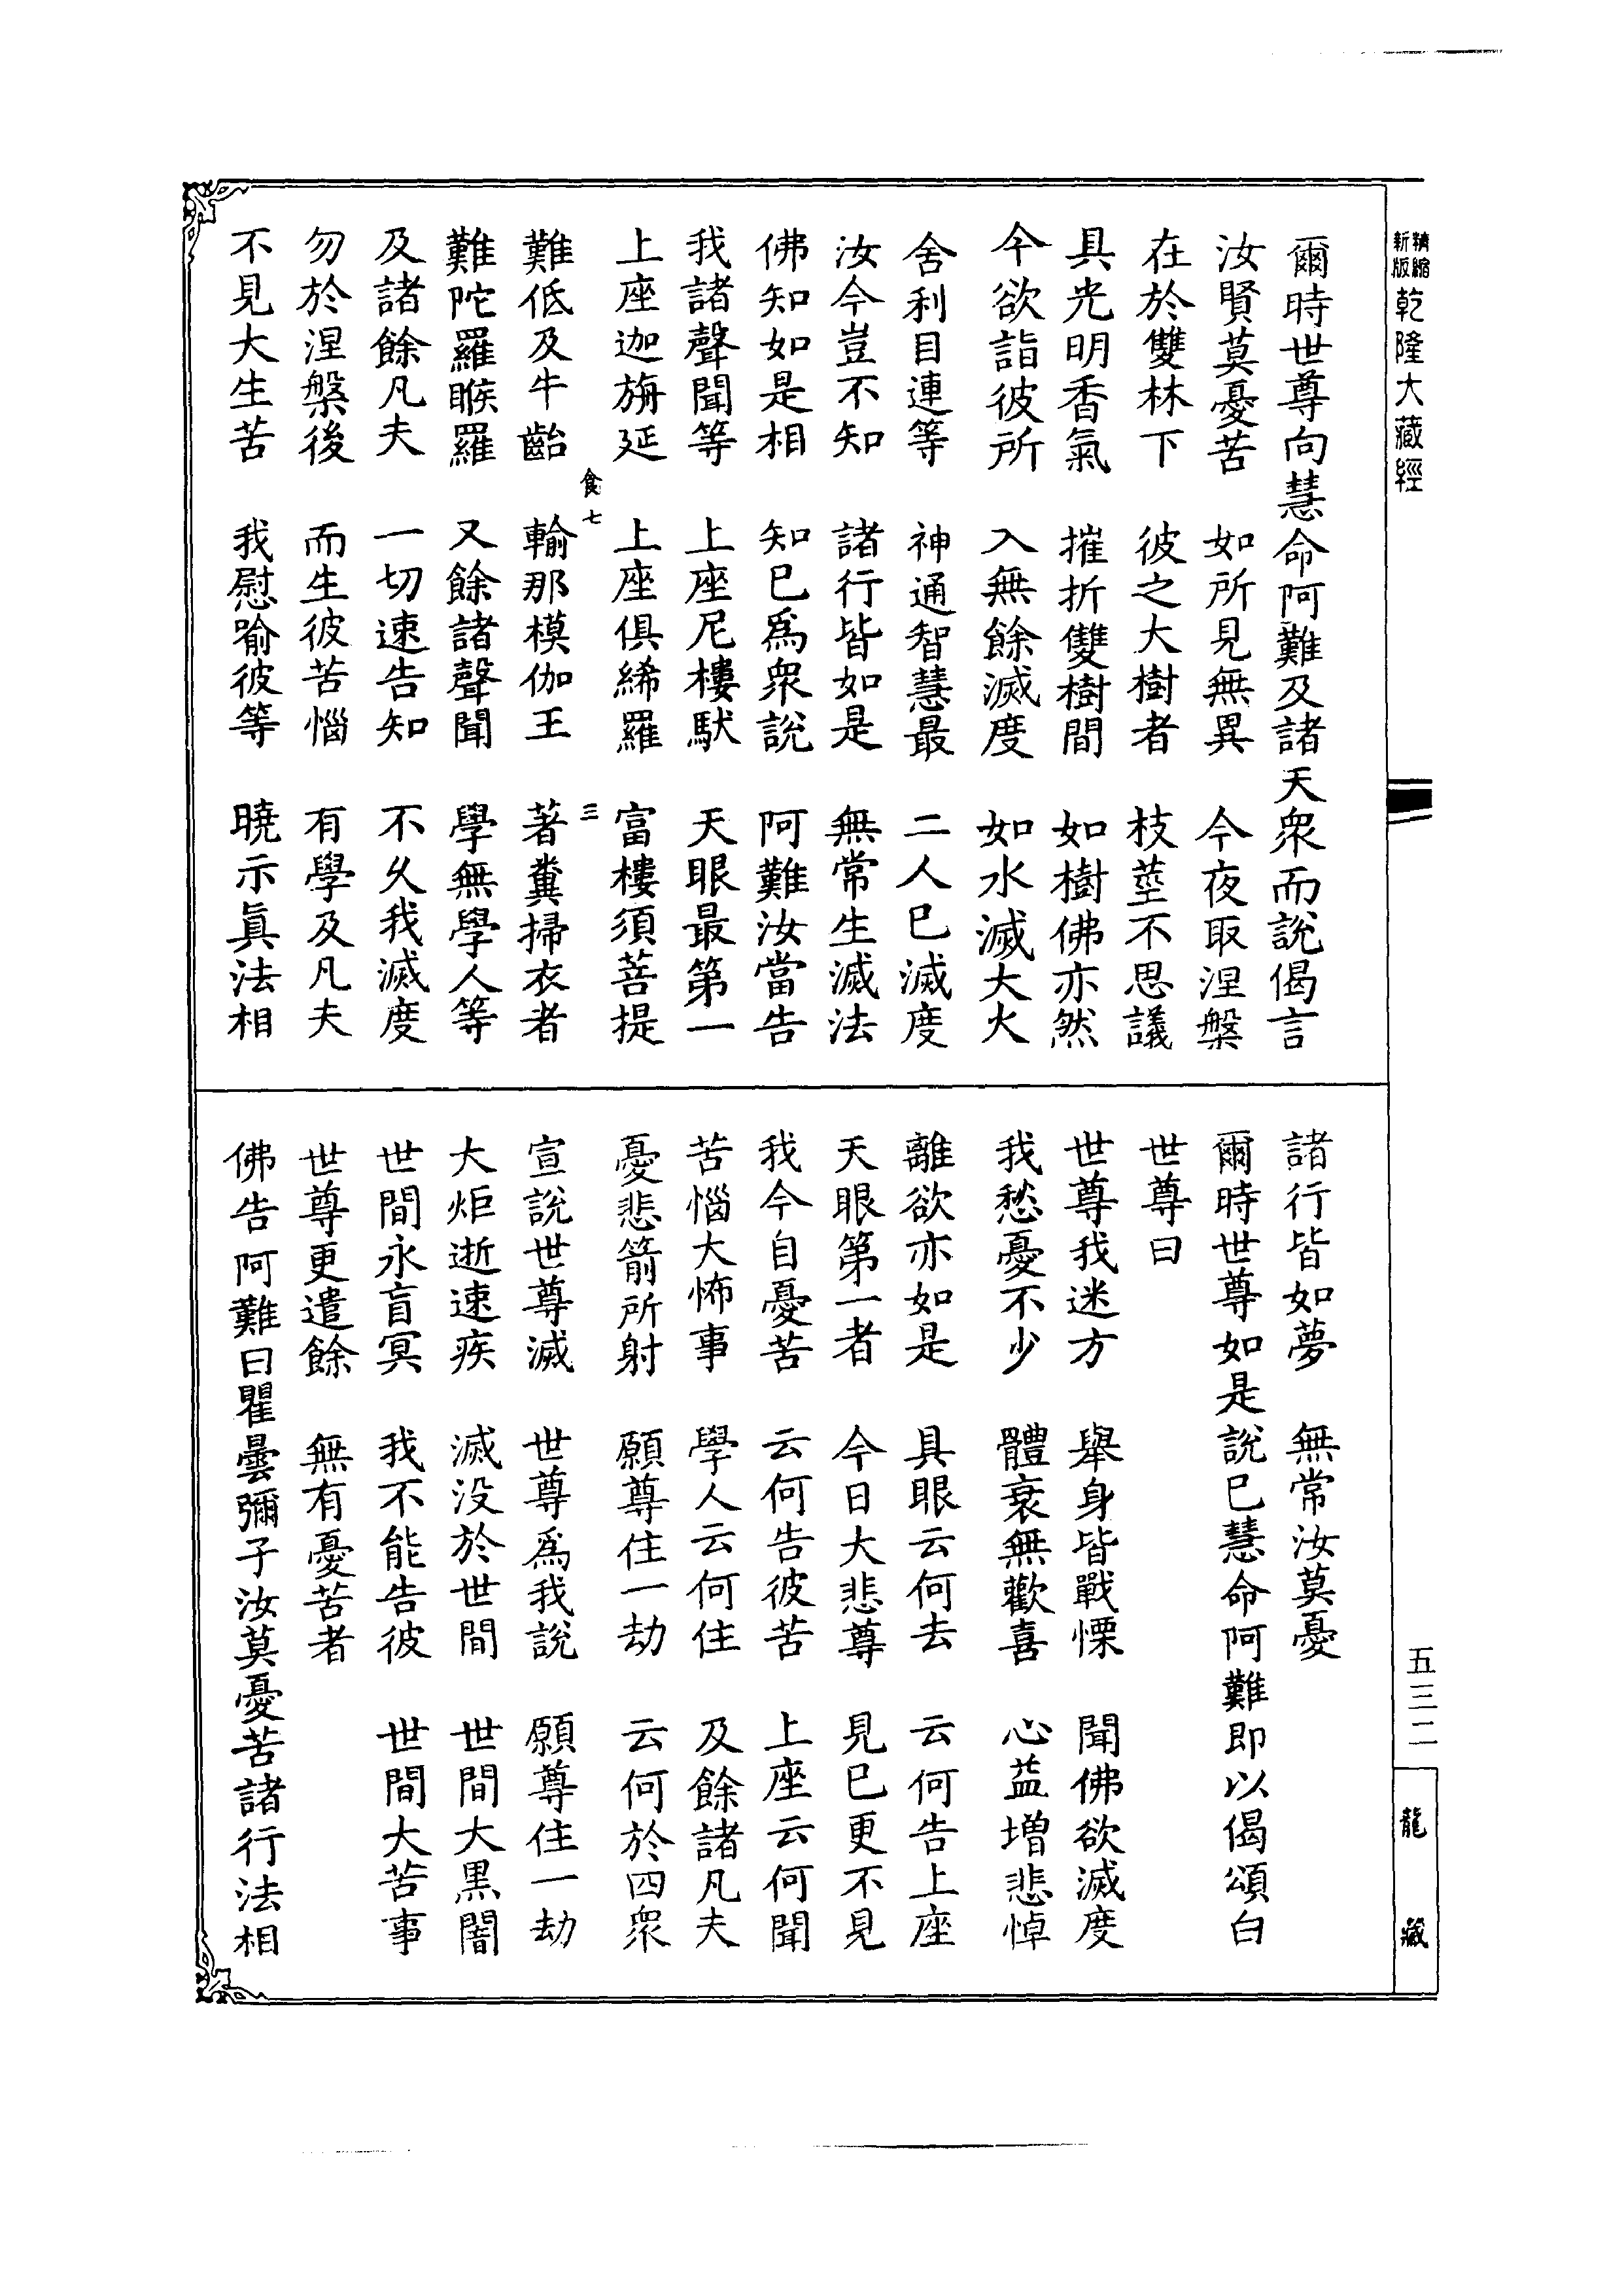 精縮新版乾隆大藏經
爾時世尊向慧命阿難及諸天衆而說偈言
汝賢莫憂苦　如所見無異　今夜取涅槃
在於雙林下　彼之大樹者　枝莖不思議
具光明香氣　摧折雙樹間　如樹佛亦然
今欲詣彼所　入無餘滅度　如水滅大火
舍利目連等　神通智慧最　二人巳滅度
汝今豈不知　諸行皆如是　無常生滅法
佛知如是相　知巳爲衆說　阿難汝當告
我諸聲聞等　上座尼樓馱　天眼最第一
上座迦旃延　上座俱絺羅　富樓須菩提
食七　三
難低及牛齝　輸那模伽王　著糞掃衣者
難陀羅睺羅　又餘諸聲聞　學無學人等
及諸餘凡夫　一切速告知　不久我滅度
勿於涅槃後　而生彼苦惱　有學及凡夫
不見大生苦　我慰喻彼等　曉示眞法相
諸行皆如夢　無常汝莫憂
爾時世尊如是說巳慧命阿難即以偈頌白
世尊曰
世尊我迷方　舉身皆戰慄　聞佛欲滅度
我愁憂不少　體衰無歡喜　心益增悲悼
離欲亦如是　具眼云何去　云何告上座
天眼第一者　今日大悲尊　見巳更不見
我今自憂苦　云何告彼苦　上座云何聞
苦惱大怖事　學人云何住　及餘諸凡夫
憂悲箭所射　願尊住一劫　云何於四衆
宣說世尊滅　世尊爲我說　願尊住一劫
大炬逝速疾　滅没於世間　世間大黑闇
世間永盲冥　我不能告彼　世間大苦事
世尊更遣餘　無有憂苦者
佛告阿難曰瞿曇彌子汝莫憂苦諸行法相
五三二
龍藏